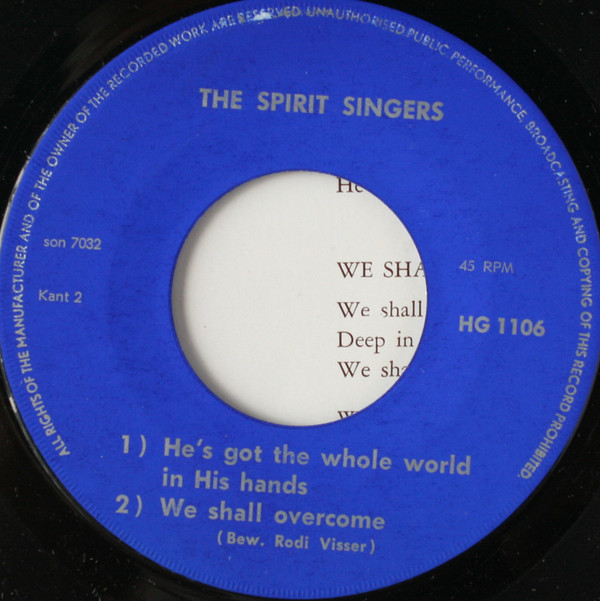 ALL RIGHTS OF THE MANUFACTURER AND OF THE OWNER OF THE RECORDED WORK ARE RESERVED UNAUTHORISED PUBLIC PERFORMANCE, BROADCASTING AND COPYING OF THIS RECORD PROHIBITED.
THE SPIRIT SINGERS
son 7032
Kant 2
45 RPM
HG 1106
He
WE SHA
We shall
Deep in
We sha
1) He's got the whole world
in His hands
2) We shall overcome
(Bew. Rodi Visser)